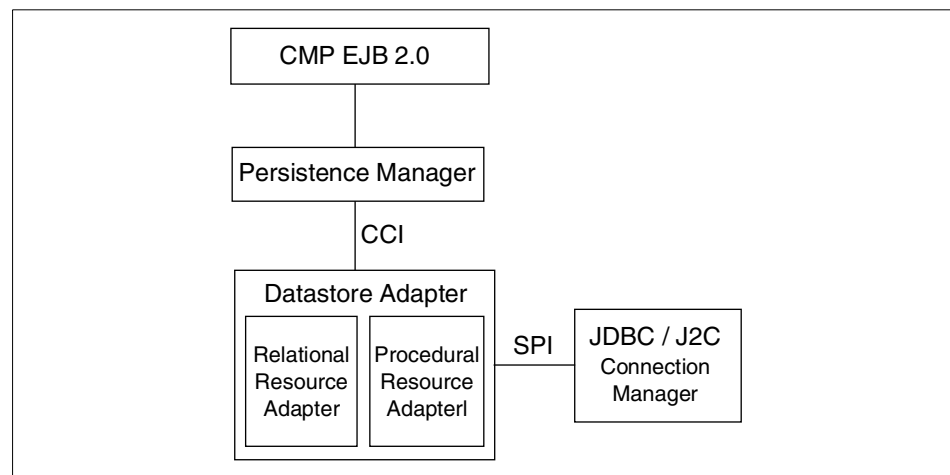 CMP EJB 2.0
Persistence Manager
CCI
Datastore Adapter
Relational
Resource
Adapter
Procedural
Resource
Adapterl
SPI
JDBC / J2C
Connection
Manager